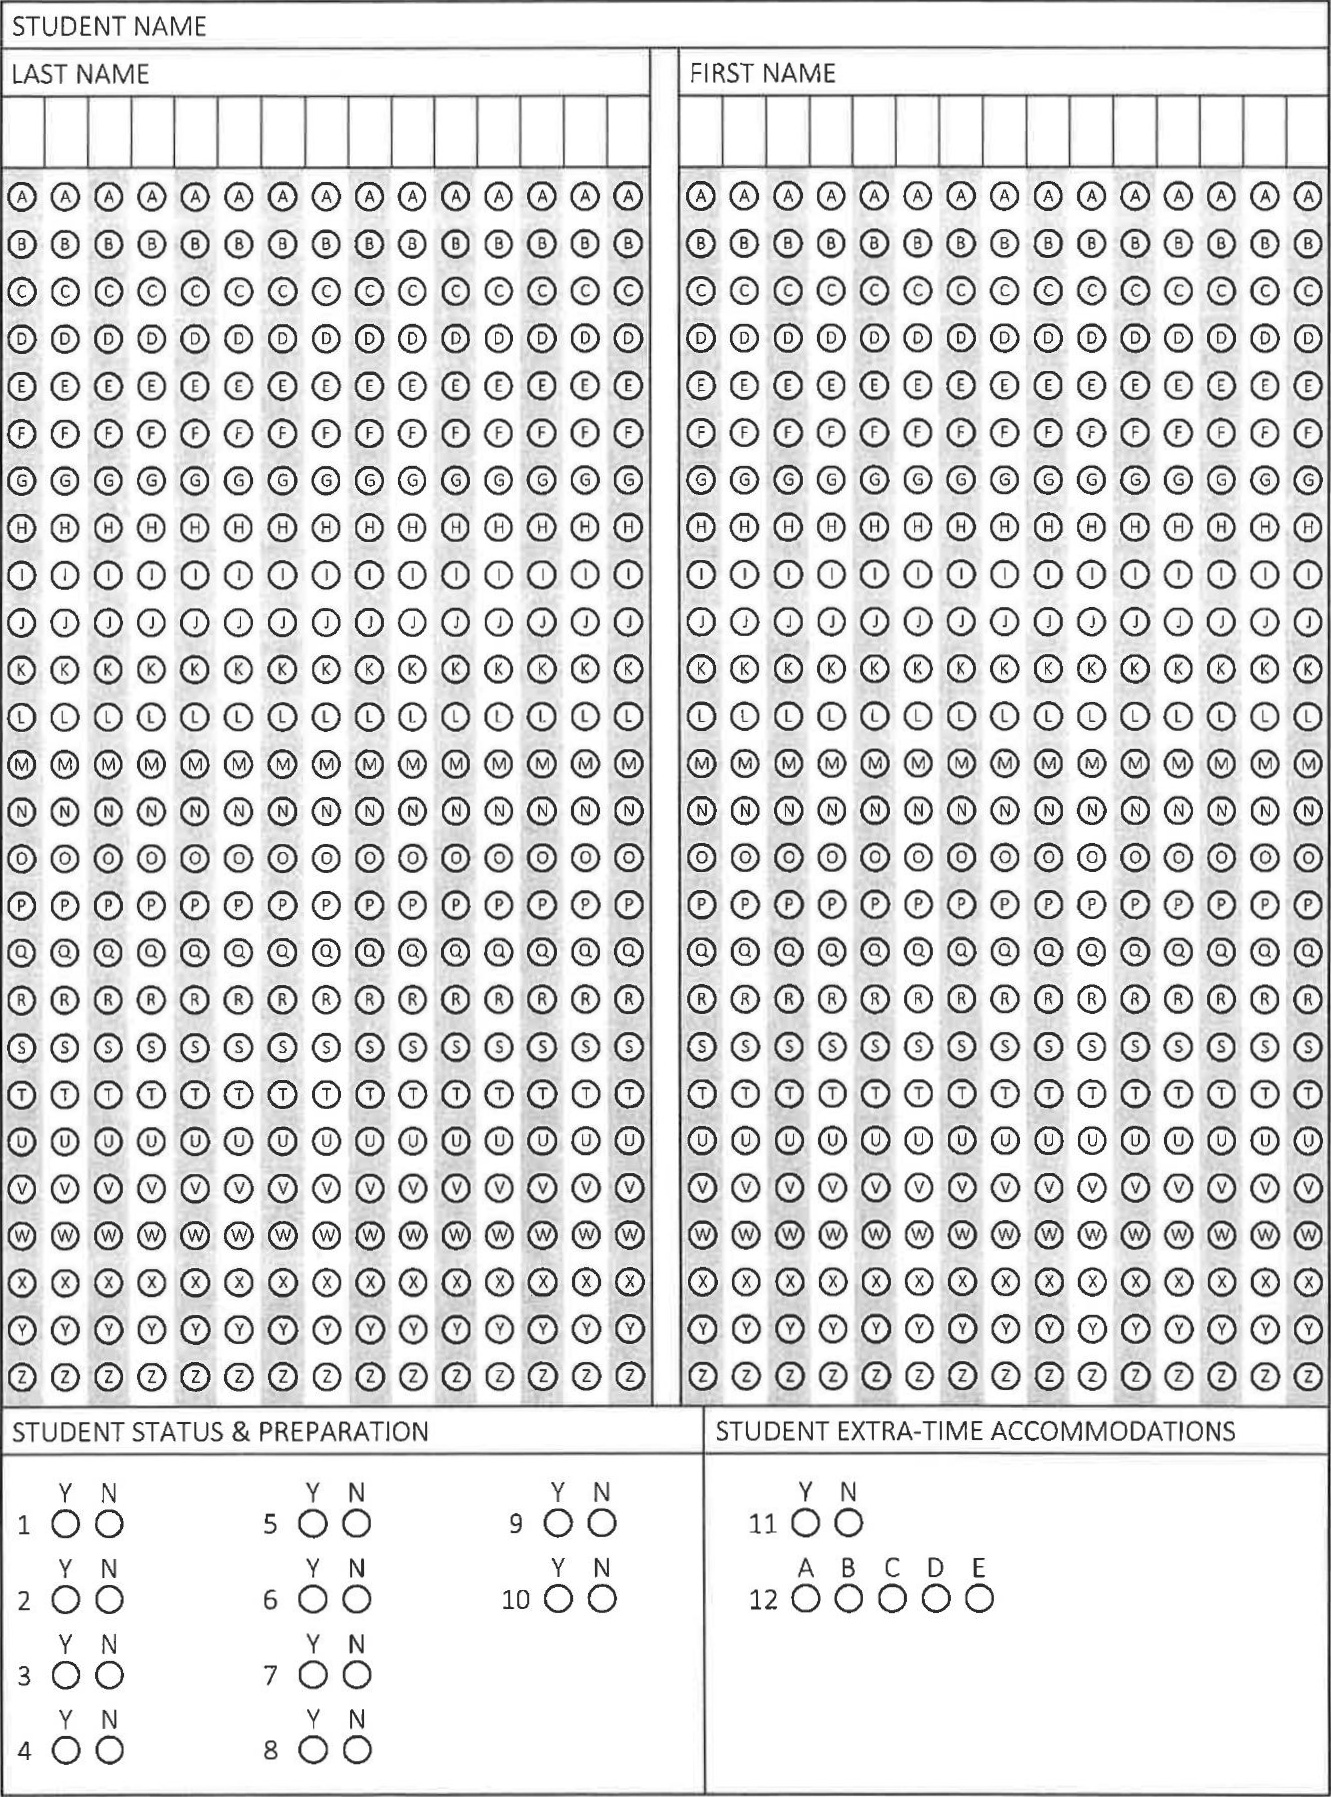 STUDENT NAME
LAST NAME FIRST NAME
A A A A A A A A A A A A A A A A A A A A A A A A A A A A A A
B B B B B B B B B B B B B B B B B B B B B B B B B B B B B B
C C C C C C C C C C C C C C C C C C C C C C C C C C C C C C
D D D D D D D D D D D D D D D D D D D D D D D D D D D D D D
E E E E E E E E E E E E E E E E E E E E E E E E E E E E E E
F F F F F F F F F F F F F F F F F F F F F F F F F F F F F F
G G G G G G G G G G G G G G G G G G G G G G G G G G G G G G
H H H H H H H H H H H H H H H H H H H H H H H H H H H H H H
I I I I I I I I I I I I I I I I I I I I I I I I I I I I I I
J J J J J J J J J J J J J J J J J J J J J J J J J J J J J J
K K K K K K K K K K K K K K K K K K K K K K K K K K K K K K
L L L L L L L L L L L L L L L L L L L L L L L L L L L L L L
M M M M M M M M M M M M M M M M M M M M M M M M M M M M M M
N N N N N N N N N N N N N N N N N N N N N N N N N N N N N N
O O O O O O O O O O O O O O O O O O O O O O O O O O O O O O
P P P P P P P P P P P P P P P P P P P P P P P P P P P P P P
Q Q Q Q Q Q Q Q Q Q Q Q Q Q Q Q Q Q Q Q Q Q Q Q Q Q Q Q Q Q
R R R R R R R R R R R R R R R R R R R R R R R R R R R R R R
S S S S S S S S S S S S S S S S S S S S S S S S S S S S S S
T T T T T T T T T T T T T T T T T T T T T T T T T T T T T T
U U U U U U U U U U U U U U U U U U U U U U U U U U U U U U
V V V V V V V V V V V V V V V V V V V V V V V V V V V V V V
W W W W W W W W W W W W W W W W W W W W W W W W W W W W W W
X X X X X X X X X X X X X X X X X X X X X X X X X X X X X X
Y Y Y Y Y Y Y Y Y Y Y Y Y Y Y Y Y Y Y Y Y Y Y Y Y Y Y Y Y Y
Z Z Z Z Z Z Z Z Z Z Z Z Z Z Z Z Z Z Z Z Z Z Z Z Z Z Z Z Z Z
STUDENT STATUS & PREPARATION
Y N Y N Y N
1 5 9
Y N Y N Y N
2 6 10
Y N Y N
3 7
Y N Y N
4 8
STUDENT EXTRA-TIME ACCOMMODATIONS
Y N
11
A B C D E
12